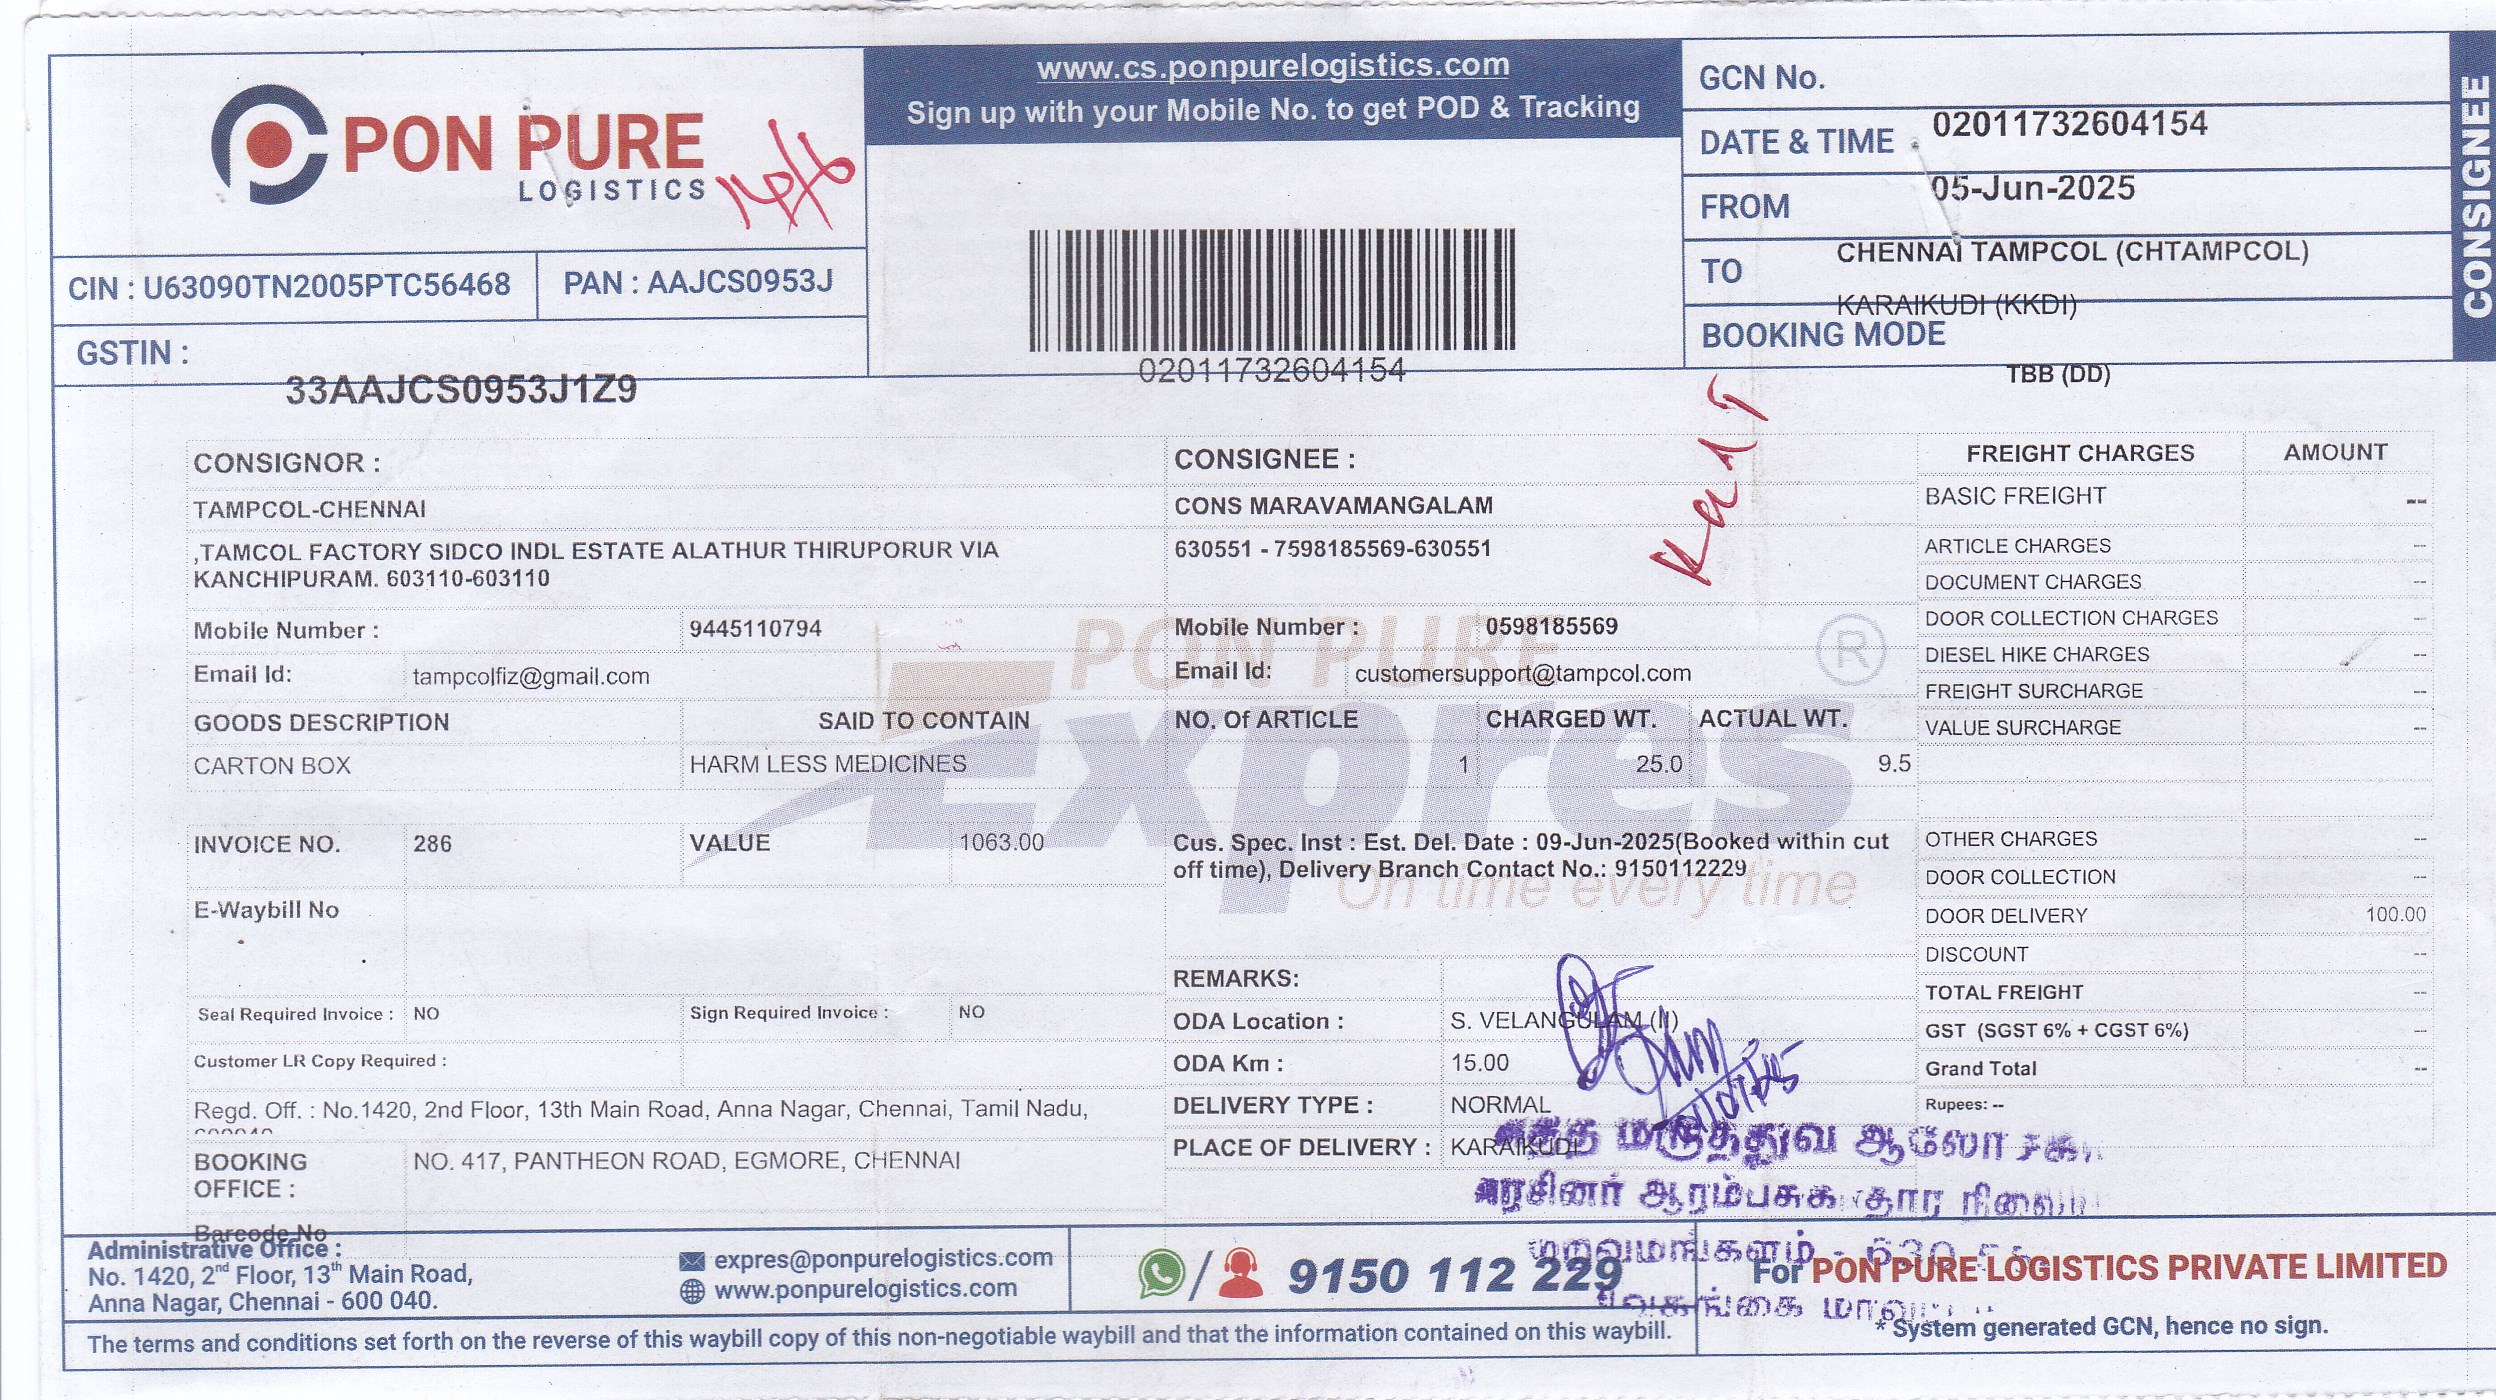 PON PURE
LOGISTICS
www.cs.ponpurelogistics.com
Sign up with your Mobile No. to get POD & Tracking
CONSIGNEE
GCN No.
02011732604154
DATE & TIME
05-Jun-2025
FROM
CHENNAI TAMPCOL (CHTAMPCOL)
TO
KARAIKUDI (KKDI)
BOOKING MODE
TBB (DD)
CIN : U63090TN2005PTC56468
PAN : AAJCS0953J
GSTIN :
33AAJCS0953J1Z9
02011732604154
CONSIGNOR :
TAMPCOL-CHENNAI
,TAMCOL FACTORY SIDCO INDL ESTATE ALATHUR THIRUPORUR VIA
KANCHIPURAM. 603110-603110
Mobile Number : 9445110794
Email Id: tampcolfiz@gmail.com
GOODS DESCRIPTION SAID TO CONTAIN
CARTON BOX HARM LESS MEDICINES
INVOICE NO. 286 VALUE 1063.00
E-Waybill No
Seal Required Invoice : NO Sign Required Invoice : NO
Customer LR Copy Required :
Regd. Off. : No.1420, 2nd Floor, 13th Main Road, Anna Nagar, Chennai, Tamil Nadu,
BOOKING OFFICE : NO. 417, PANTHEON ROAD, EGMORE, CHENNAI
Barcode No
CONSIGNEE :
CONS MARAVAMANGALAM
630551 - 7598185569-630551
Mobile Number : 0598185569
Email Id: customersupport@tampcol.com
NO. Of ARTICLE CHARGED WT. ACTUAL WT.
1 25.0 9.5
PON PURE
Expres ®
On time every time
Cus. Spec. Inst : Est. Del. Date : 09-Jun-2025(Booked within cut
off time), Delivery Branch Contact No.: 9150112229
REMARKS:
ODA Location : S. VELANGULAM (II)
ODA Km : 15.00
DELIVERY TYPE : NORMAL
PLACE OF DELIVERY : KARAIKUDI
FREIGHT CHARGES AMOUNT
BASIC FREIGHT --
ARTICLE CHARGES --
DOCUMENT CHARGES --
DOOR COLLECTION CHARGES --
DIESEL HIKE CHARGES --
FREIGHT SURCHARGE --
VALUE SURCHARGE --
OTHER CHARGES --
DOOR COLLECTION --
DOOR DELIVERY 100.00
DISCOUNT --
TOTAL FREIGHT --
GST (SGST 6% + CGST 6%) --
Grand Total --
Rupees: --
மருத்துவ
மறவமங்களம் -
Administrative Office :
No. 1420, 2nd Floor, 13th Main Road,
Anna Nagar, Chennai - 600 040.
expres@ponpurelogistics.com
www.ponpurelogistics.com
9150 112 229
For PON PURE LOGISTICS PRIVATE LIMITED
* System generated GCN, hence no sign.
The terms and conditions set forth on the reverse of this waybill copy of this non-negotiable waybill and that the information contained on this waybill.